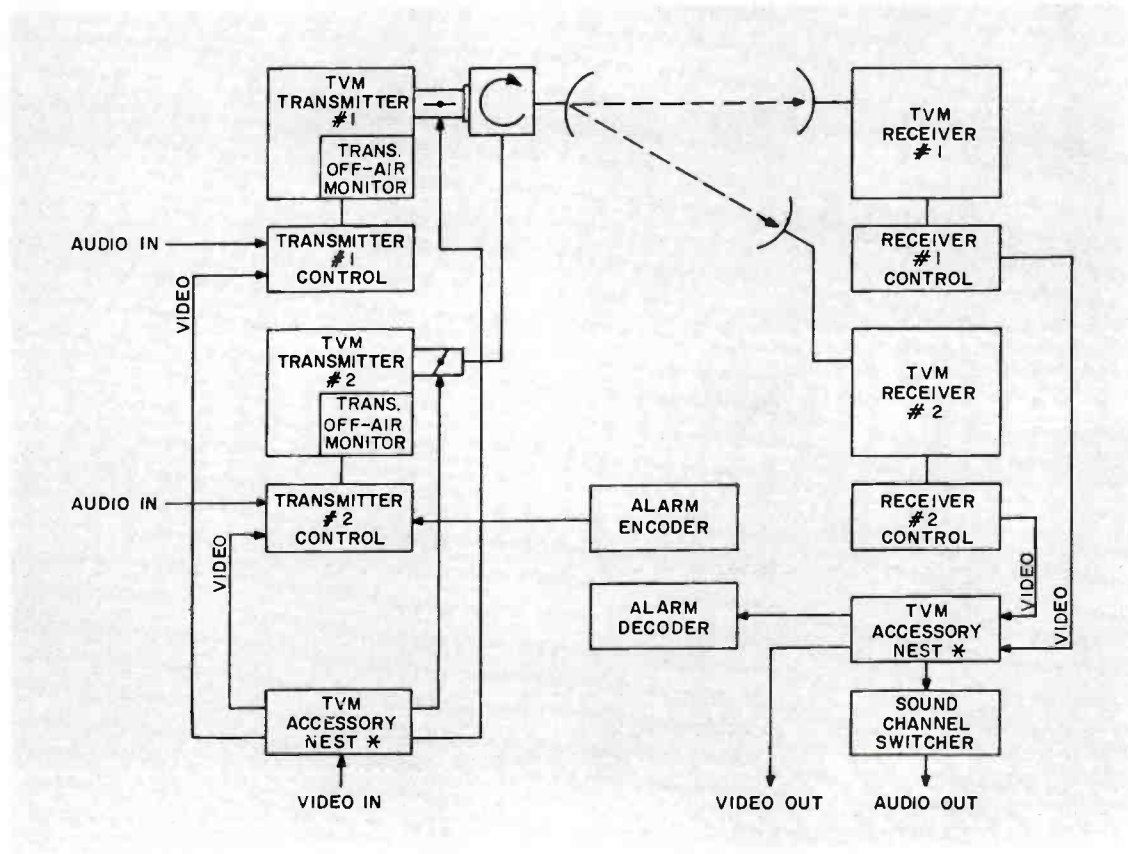 TVM
TRANSMITTER
#1
TRANS.
OFF-AIR
MONITOR
AUDIO IN
TRANSMITTER
#1
CONTROL
VIDEO
TVM
TRANSMITTER
#2
TRANS.
OFF-AIR
MONITOR
AUDIO IN
TRANSMITTER
#2
CONTROL
VIDEO
TVM
ACCESSORY
NEST *
VIDEO IN
TVM
RECEIVER
#1
RECEIVER
#1
CONTROL
TVM
RECEIVER
#2
RECEIVER
#2
CONTROL
ALARM
ENCODER
ALARM
DECODER
VIDEO
VIDEO
TVM
ACCESSORY
NEST *
SOUND
CHANNEL
SWITCHER
VIDEO OUT
AUDIO OUT